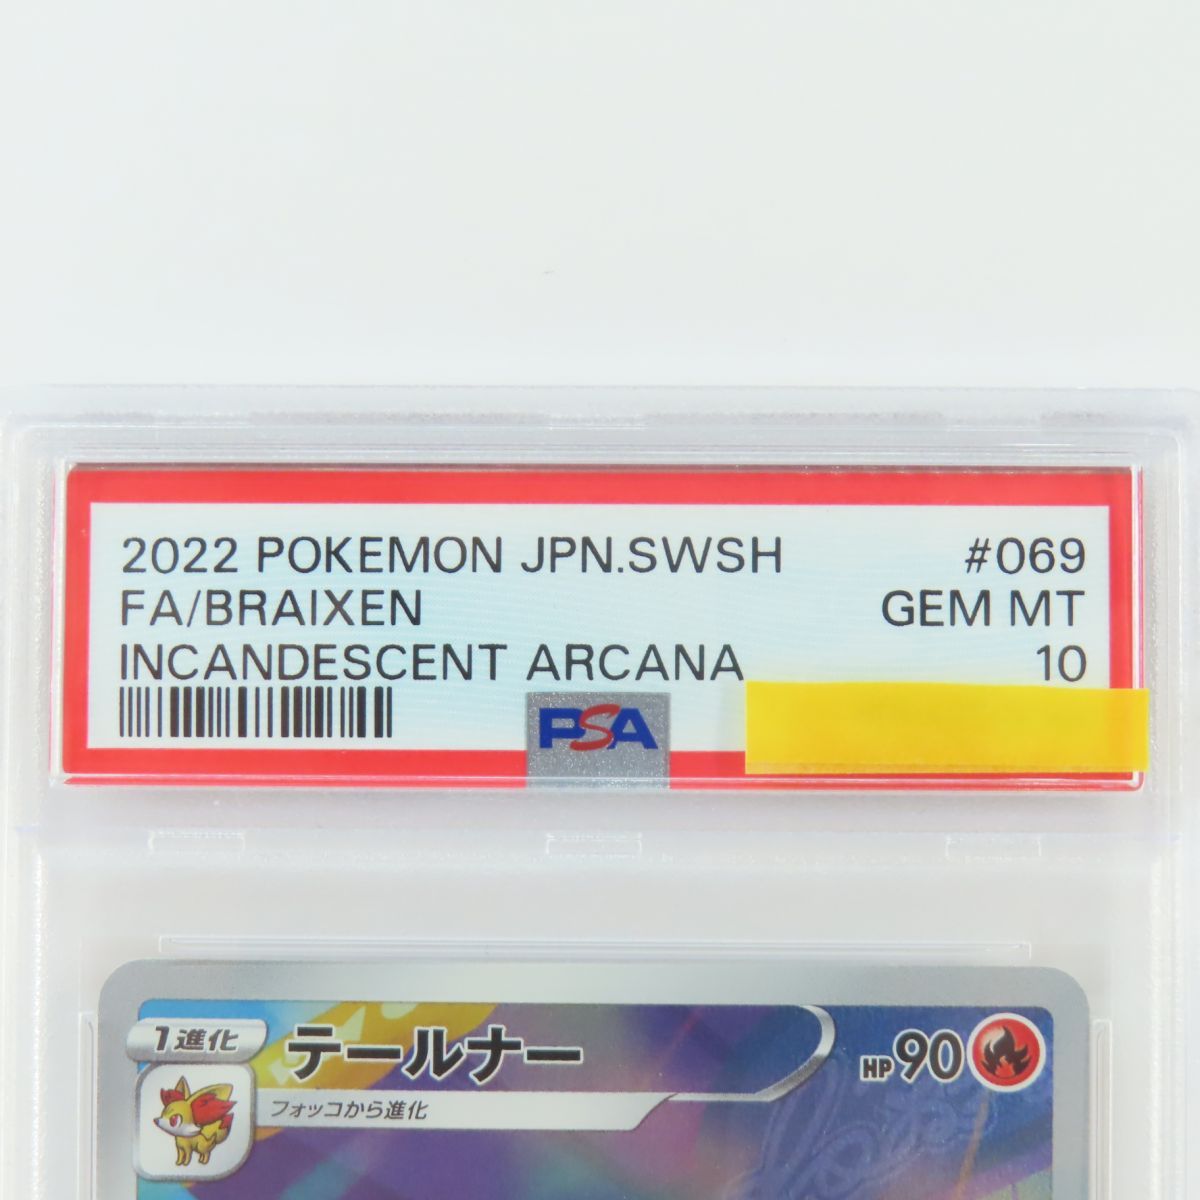 2022 POKEMON JPN.SWSH #069
FA/BRAIXEN GEM MT
INCANDESCENT ARCANA 10
PSA
1進化 テールナー HP90
フォッコから進化